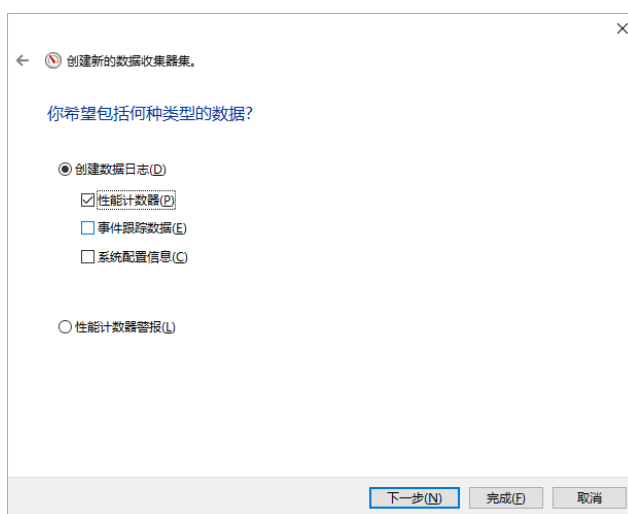 创建新的数据收集器集。
你希望包括何种类型的数据?
创建数据日志(D)
性能计数器(P)
事件跟踪数据(E)
系统配置信息(C)
性能计数器警报(L)
下一步(N) 完成(F) 取消